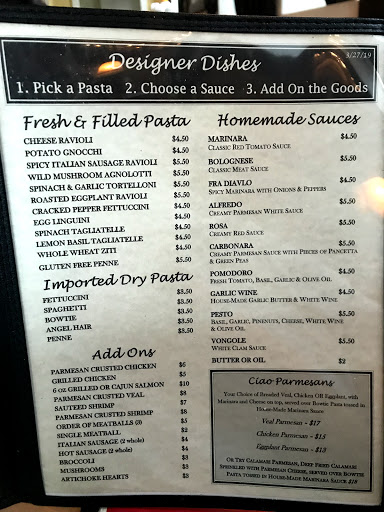 Designer Dishes
3/27/19
1. Pick a Pasta 2. Choose a Sauce 3. Add On the Goods
Fresh & Filled Pasta
CHEESE RAVIOLI $4.50
POTATO GNOCCHI $4.50
SPICY ITALIAN SAUSAGE RAVIOLI $5.50
WILD MUSHROOM AGNOLOTTI $5.50
SPINACH & GARLIC TORTELLONI $5.50
ROASTED EGGPLANT RAVIOLI $5.50
CRACKED PEPPER FETTUCCINI $4.50
EGG LINGUINI $4.50
SPINACH TAGLIATELLE $4.50
LEMON BASIL TAGLIATELLE $4.50
WHOLE WHEAT ZITI $4.50
GLUTEN FREE PENNE $5.50
Imported Dry Pasta
FETTUCCINI $3.50
SPAGHETTI $3.50
BOWTIE $3.50
ANGEL HAIR $3.50
PENNE $3.50
Add Ons
PARMESAN CRUSTED CHICKEN $6
GRILLED CHICKEN $5
6 OZ GRILLED OR CAJUN SALMON $10
PARMESAN CRUSTED VEAL $8
SAUTEED SHRIMP $7
PARMESAN CRUSTED SHRIMP $8
ORDER OF MEATBALLS (3) $5
SINGLE MEATBALL $2
ITALIAN SAUSAGE (2 whole) $4
HOT SAUSAGE (2 whole) $4
BROCCOLI $3
MUSHROOMS $3
ARTICHOKE HEARTS $3
Homemade Sauces
MARINARA $4.50
CLASSIC RED TOMATO SAUCE
BOLOGNESE $5.50
CLASSIC MEAT SAUCE
FRA DIAVLO $4.50
SPICY MARINARA WITH ONIONS & PEPPERS
ALFREDO $5.50
CREAMY PARMESAN WHITE SAUCE
ROSA $5.50
CREAMY RED SAUCE
CARBONARA $5.50
CREAMY PARMESAN SAUCE WITH PIECES OF PANCETTA
& GREEN PEAS
POMODORO $4.50
FRESH TOMATO, BASIL, GARLIC & OLIVE OIL
GARLIC WINE $4.50
HOUSE-MADE GARLIC BUTTER & WHITE WINE
PESTO $5.50
BASIL, GARLIC, PINENUTS, CHEESE, WHITE WINE
& OLIVE OIL
VONGOLE $5.50
WHITE CLAM SAUCE
BUTTER OR OIL $2
Ciao Parmesans
Your Choice of Breaded Veal, Chicken OR Eggplant, with
Marinara and Cheese on top, served over Bowtie Pasta tossed in
House-Made Marinara Sauce
Veal Parmesan - $17
Chicken Parmesan - $15
Eggplant Parmesan - $13
OR TRY CALAMARI PARMESAN, DEEP FRIED CALAMARI
SPRINKLED WITH PARMESAN CHEESE, SERVED OVER BOWTIE
PASTA TOSSED IN HOUSE-MADE MARINARA SAUCE $18